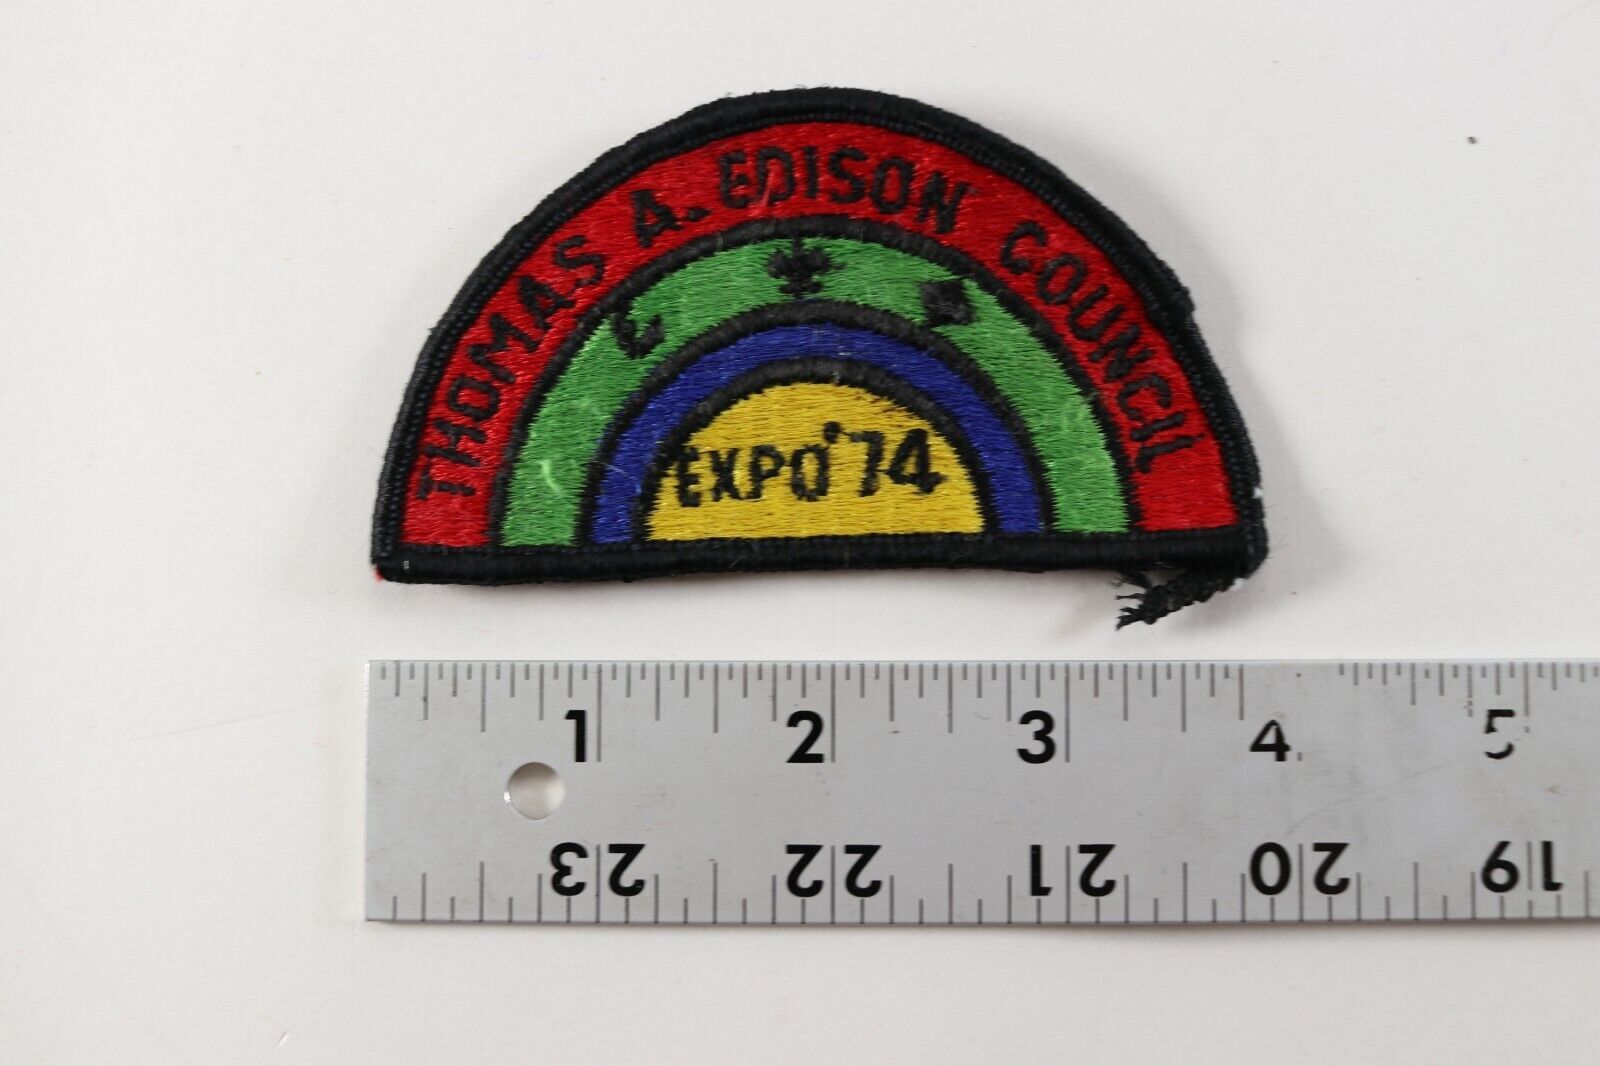 THOMAS A. EDISON COUNCIL
EXPO '74
1 2 3 4 5
23 22 21 20 19